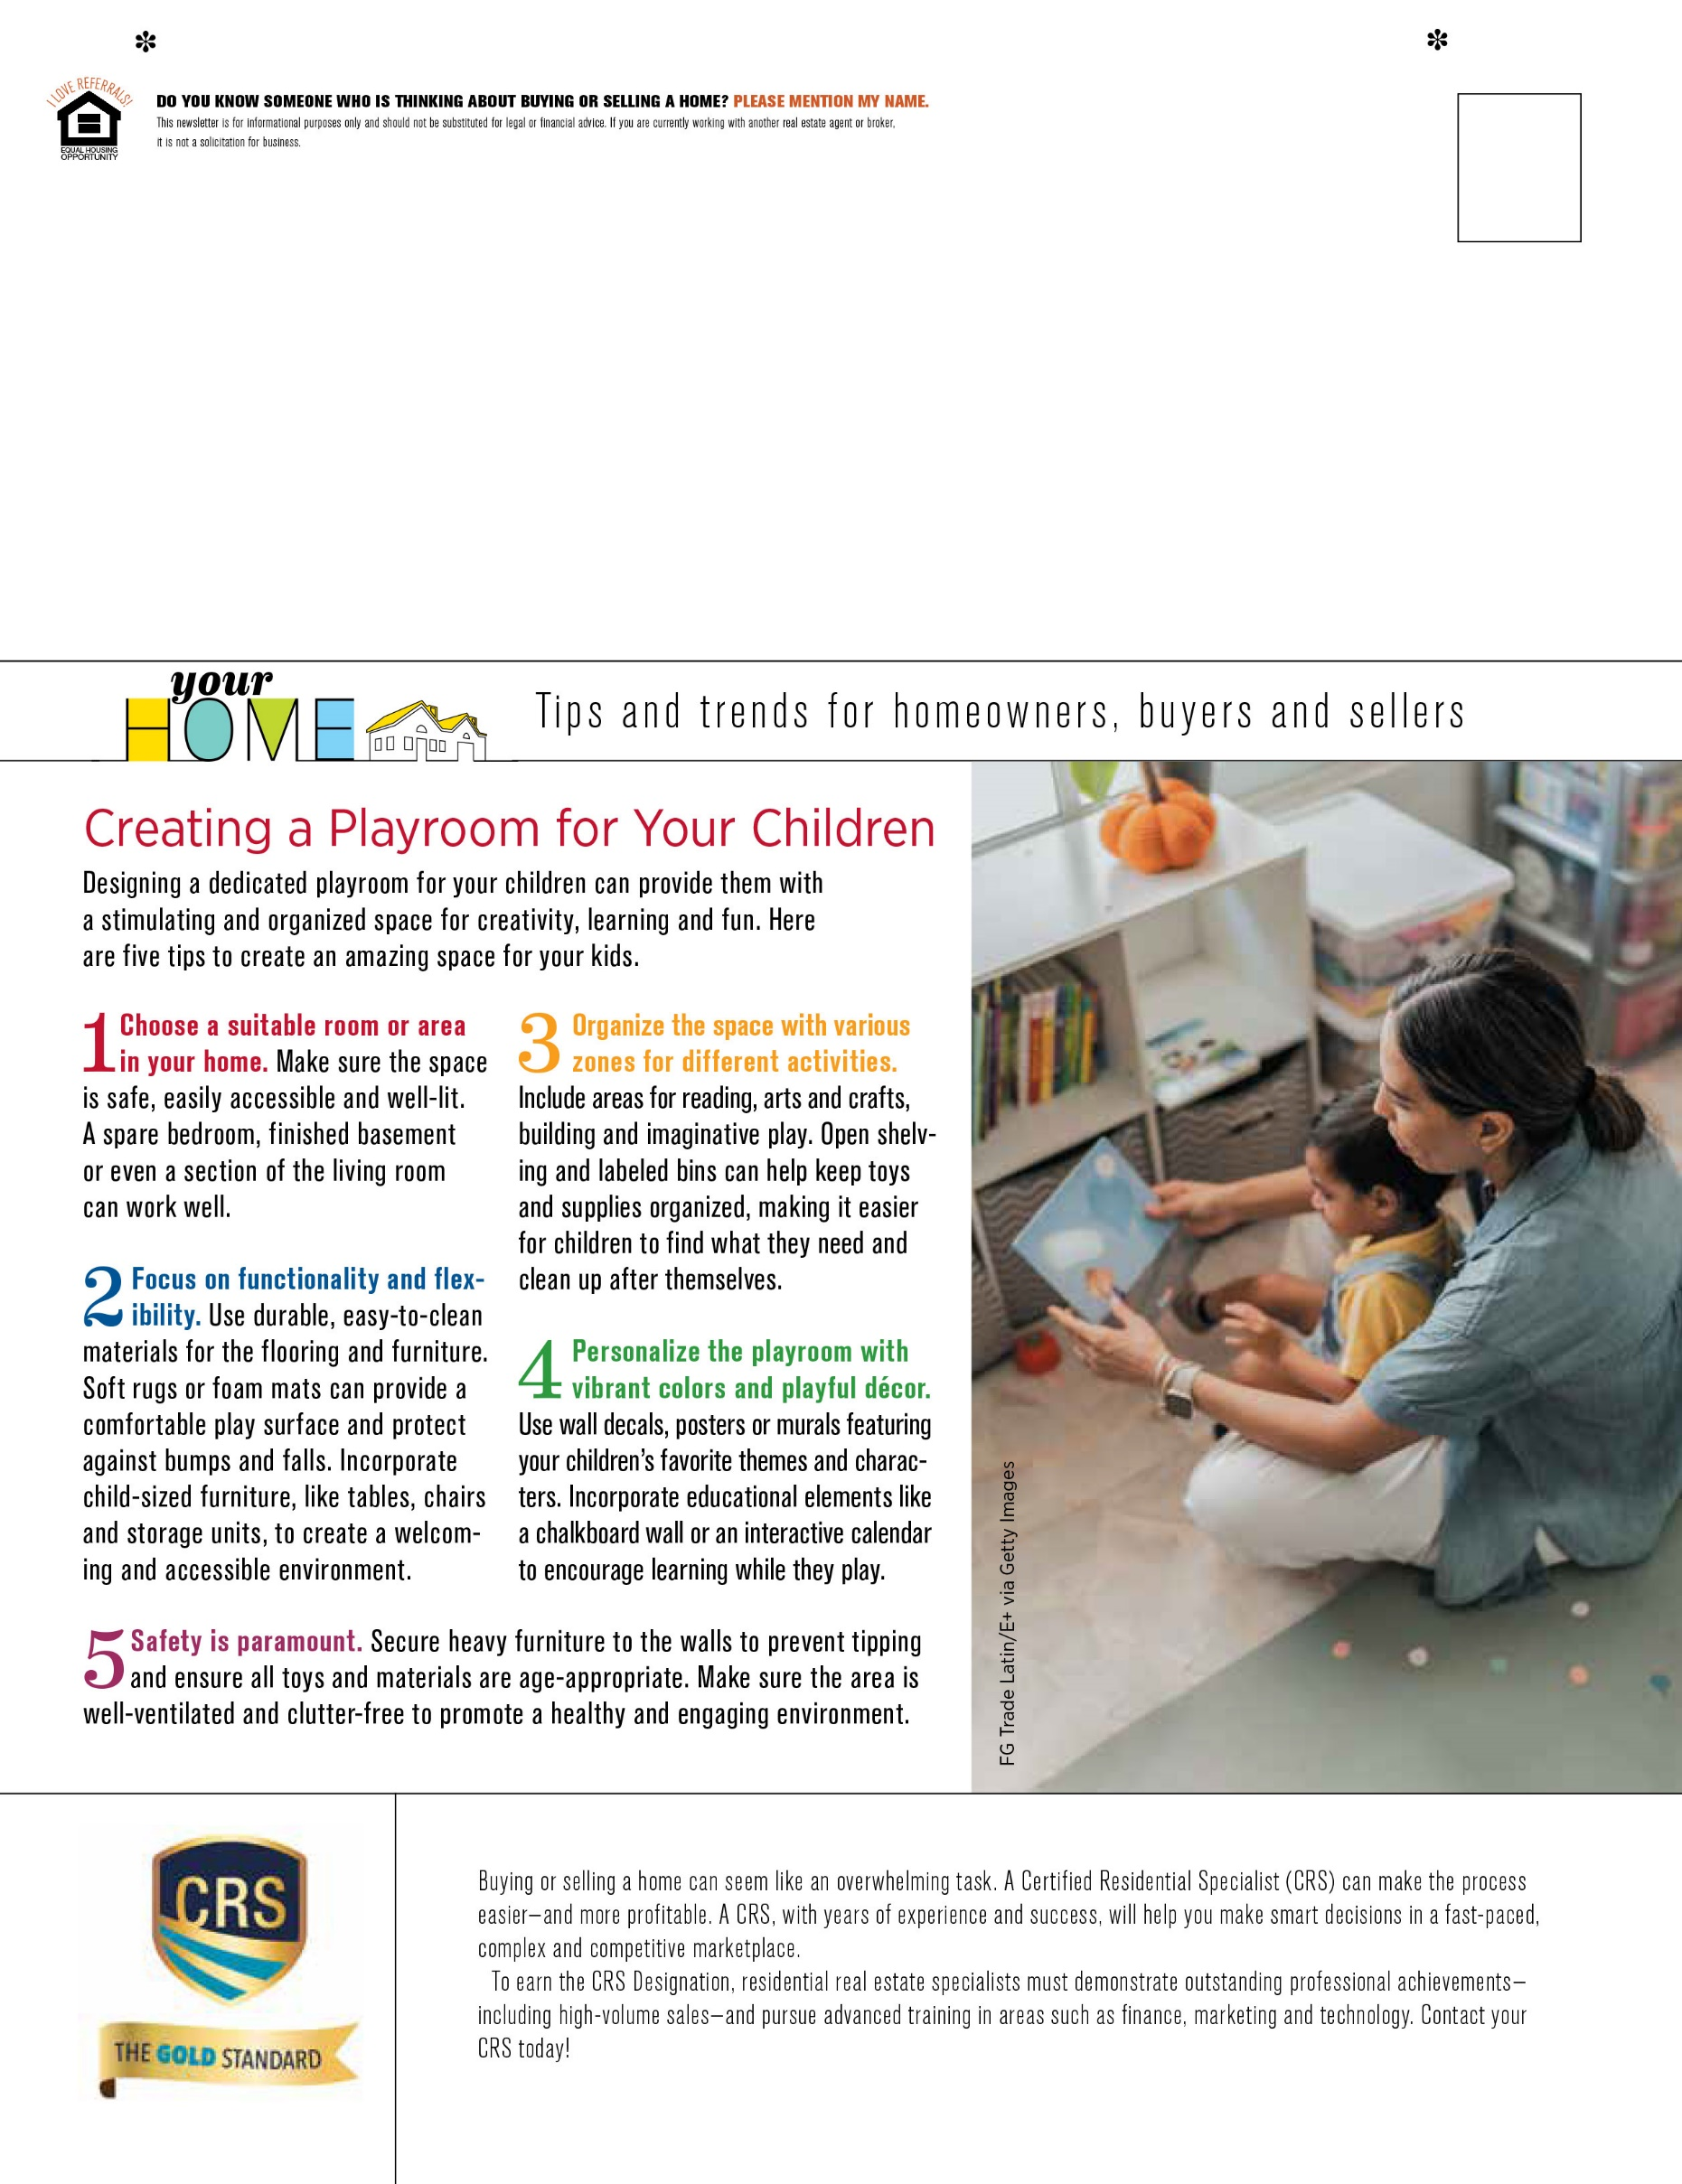 *
*
I LOVE REFERRALS!
EQUAL HOUSING
OPPORTUNITY
DO YOU KNOW SOMEONE WHO IS THINKING ABOUT BUYING OR SELLING A HOME? PLEASE MENTION MY NAME.
This newsletter is for informational purposes only and should not be substituted for legal or financial advice. If you are currently working with another real estate agent or broker,
it is not a solicitation for business.
your
HOME
Tips and trends for homeowners, buyers and sellers
Creating a Playroom for Your Children
Designing a dedicated playroom for your children can provide them with
a stimulating and organized space for creativity, learning and fun. Here
are five tips to create an amazing space for your kids.
1 Choose a suitable room or area
in your home. Make sure the space
is safe, easily accessible and well-lit.
A spare bedroom, finished basement
or even a section of the living room
can work well.
2 Focus on functionality and flex-
ibility. Use durable, easy-to-clean
materials for the flooring and furniture.
Soft rugs or foam mats can provide a
comfortable play surface and protect
against bumps and falls. Incorporate
child-sized furniture, like tables, chairs
and storage units, to create a welcom-
ing and accessible environment.
3 Organize the space with various
zones for different activities.
Include areas for reading, arts and crafts,
building and imaginative play. Open shelv-
ing and labeled bins can help keep toys
and supplies organized, making it easier
for children to find what they need and
clean up after themselves.
4 Personalize the playroom with
vibrant colors and playful décor.
Use wall decals, posters or murals featuring
your children's favorite themes and charac-
ters. Incorporate educational elements like
a chalkboard wall or an interactive calendar
to encourage learning while they play.
5 Safety is paramount. Secure heavy furniture to the walls to prevent tipping
and ensure all toys and materials are age-appropriate. Make sure the area is
well-ventilated and clutter-free to promote a healthy and engaging environment.
FG Trade Latin/E+ via Getty Images
CRS
THE GOLD STANDARD
Buying or selling a home can seem like an overwhelming task. A Certified Residential Specialist (CRS) can make the process
easier—and more profitable. A CRS, with years of experience and success, will help you make smart decisions in a fast-paced,
complex and competitive marketplace.
To earn the CRS Designation, residential real estate specialists must demonstrate outstanding professional achievements—
including high-volume sales—and pursue advanced training in areas such as finance, marketing and technology. Contact your
CRS today!